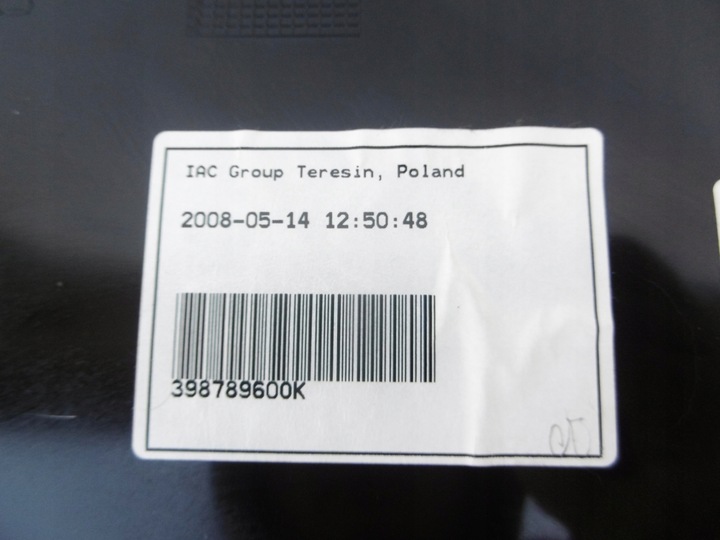 IAC Group Teresin, Poland
2008-05-14 12:50:48
398789600K